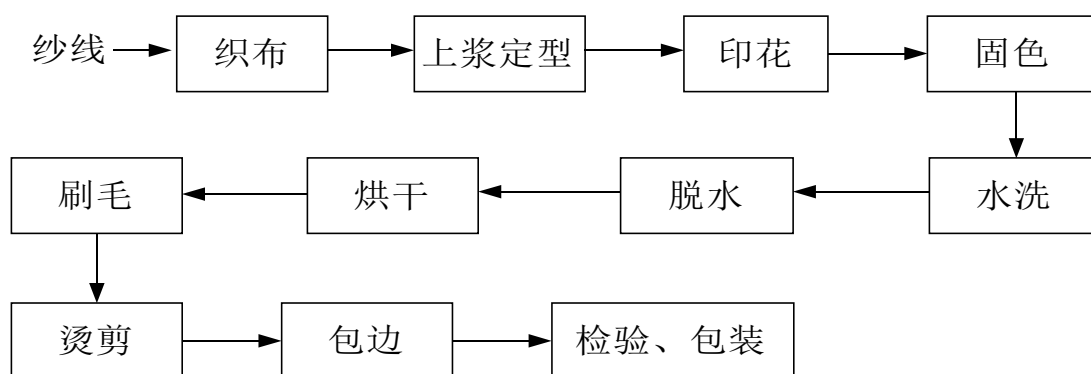 纱线 织布 上浆定型 印花 固色
刷毛 烘干 脱水 水洗
烫剪 包边 检验、包装